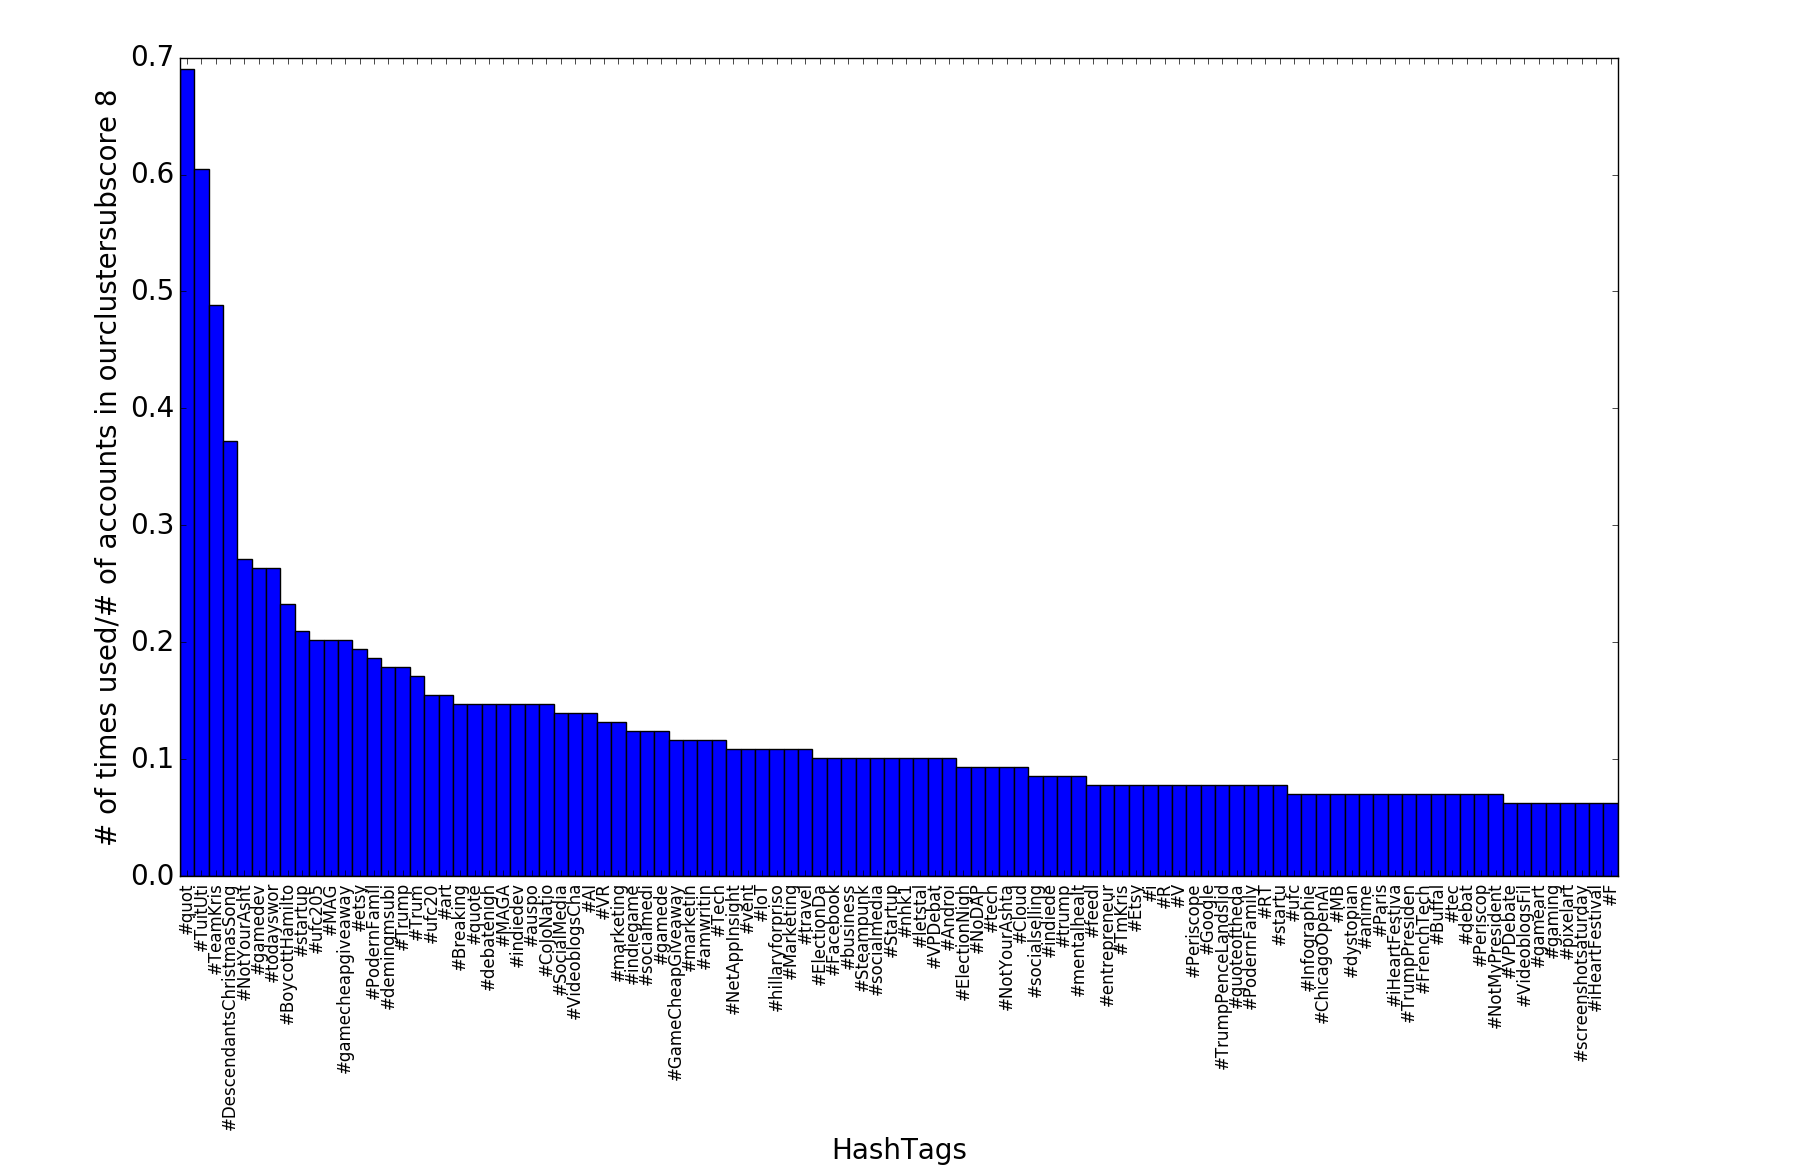 0.7
0.6
0.5
0.4
0.3
0.2
0.1
0.0
# of times used/# of accounts in ourclustersubscore 8
#quot
#TuitUti
#TeamKris
#DescendantsChristmasSong
#NotYourAsht
#gamedev
#todayswor
#BoycottHamilto
#startup
#ufc205
#MAG
#gamecheapgiveaway
#etsy
#PodernFamil
#demingmsubi
#Trump
#Trum
#ufc20
#art
#Breaking
#quote
#debatenigh
#MAGA
#indiedev
#auspo
#ColoNatio
#SocialMedia
#VideoblogsCha
#AI
#VR
#marketing
#indiegame
#socialmedi
#gamede
#GameCheapGiveaway
#marketin
#amwritin
#Tech
#NetAppInsight
#vent
#IoT
#hillaryforpriso
#Marketing
#travel
#ElectionDa
#Facebook
#business
#Steampunk
#socialmedia
#Startup
#nhk1
#letstal
#VPDebat
#Androi
#ElectionNigh
#NoDAP
#tech
#NotYourAshta
#Cloud
#socialselling
#indiede
#trump
#mentalhealt
#feedl
#entrepreneur
#TmKris
#Etsy
#R
#V
#Periscope
#Google
#TrumpPenceLandslid
#quoteoftheda
#PodernFamily
#RT
#startu
#ufc
#Infographie
#ChicagoOpenAi
#MB
#dystopian
#anime
#Paris
#iHeartFestiva
#TrumpPresiden
#FrenchTech
#Buffal
#tec
#debat
#Periscop
#NotMyPresident
#VPDebate
#VideoblogsFil
#gameart
#gaming
#pixelart
#screenshotsaturday
#iHeartFestival
#F
HashTags